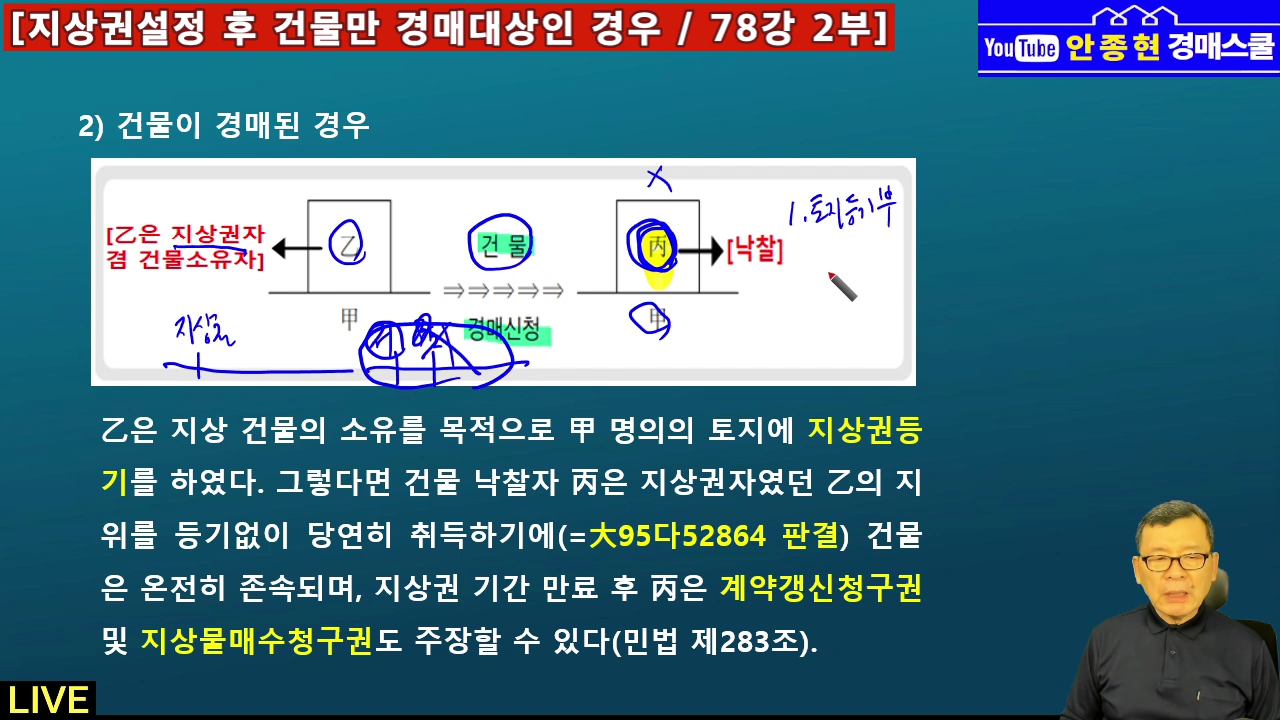 [지상권설정 후 건물만 경매대상인 경우 / 78강 2부]
YouTube 안종현 경매스쿨
2) 건물이 경매된 경우
1. 토지등기부
[乙은 지상권자
겸 건물소유자]
乙
건 물
丙
[낙찰]
⇒⇒⇒⇒⇒
甲
경매신청
甲
지상물
乙은 지상 건물의 소유를 목적으로 甲 명의의 토지에 지상권등
기를 하였다. 그렇다면 건물 낙찰자 丙은 지상권자였던 乙의 지
위를 등기없이 당연히 취득하기에(=大95다52864 판결) 건물
은 온전히 존속되며, 지상권 기간 만료 후 丙은 계약갱신청구권
및 지상물매수청구권도 주장할 수 있다(민법 제283조).
LIVE